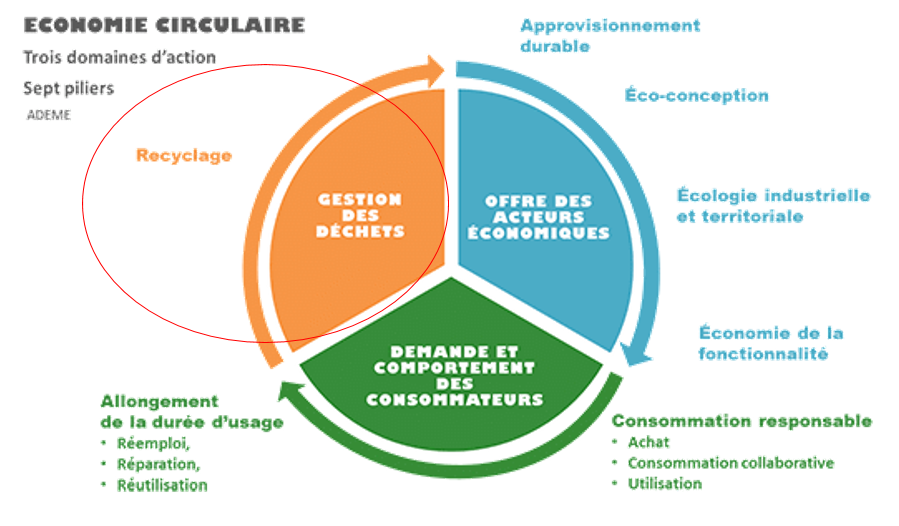 ECONOMIE CIRCULAIRE
Trois domaines d'action
Sept piliers
ADEME
Approvisionnement
durable
Éco-conception
Écologie industrielle
et territoriale
Économie de la
fonctionnalité
Recyclage
GESTION
DES
DÉCHETS
OFFRE DES
ACTEURS
ÉCONOMIQUES
DEMANDE ET
COMPORTEMENT
DES
CONSOMMATEURS
Allongement
de la durée d'usage
• Réemploi,
• Réparation,
• Réutilisation
Consommation responsable
• Achat
• Consommation collaborative
• Utilisation